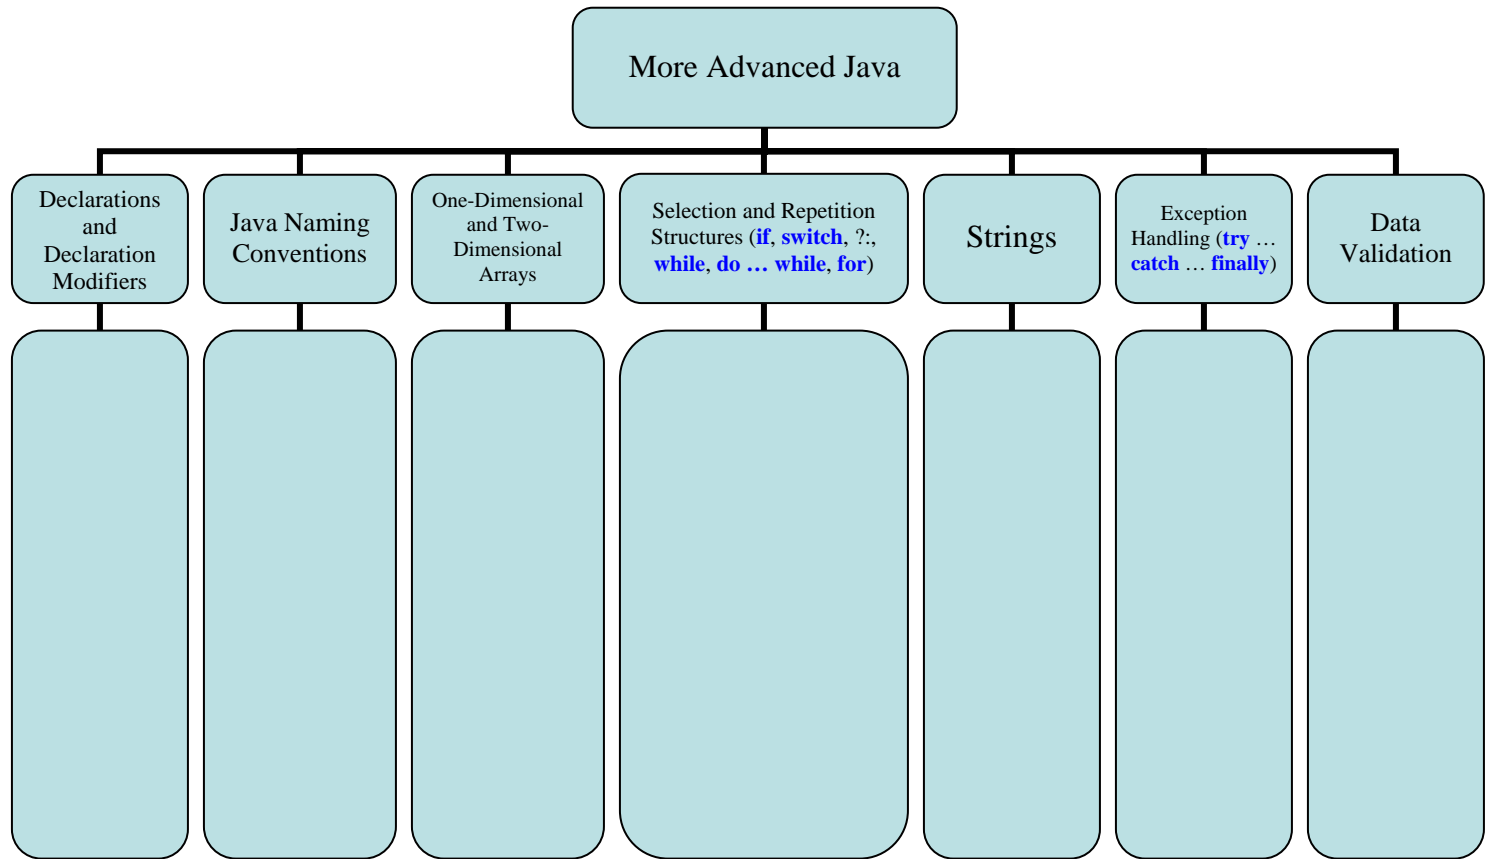 More Advanced Java
Declarations
and
Declaration
Modifiers
Java Naming
Conventions
One-Dimensional
and Two-
Dimensional
Arrays
Selection and Repetition
Structures (if, switch, ?:,
while, do … while, for)
Strings
Exception
Handling (try …
catch … finally)
Data
Validation